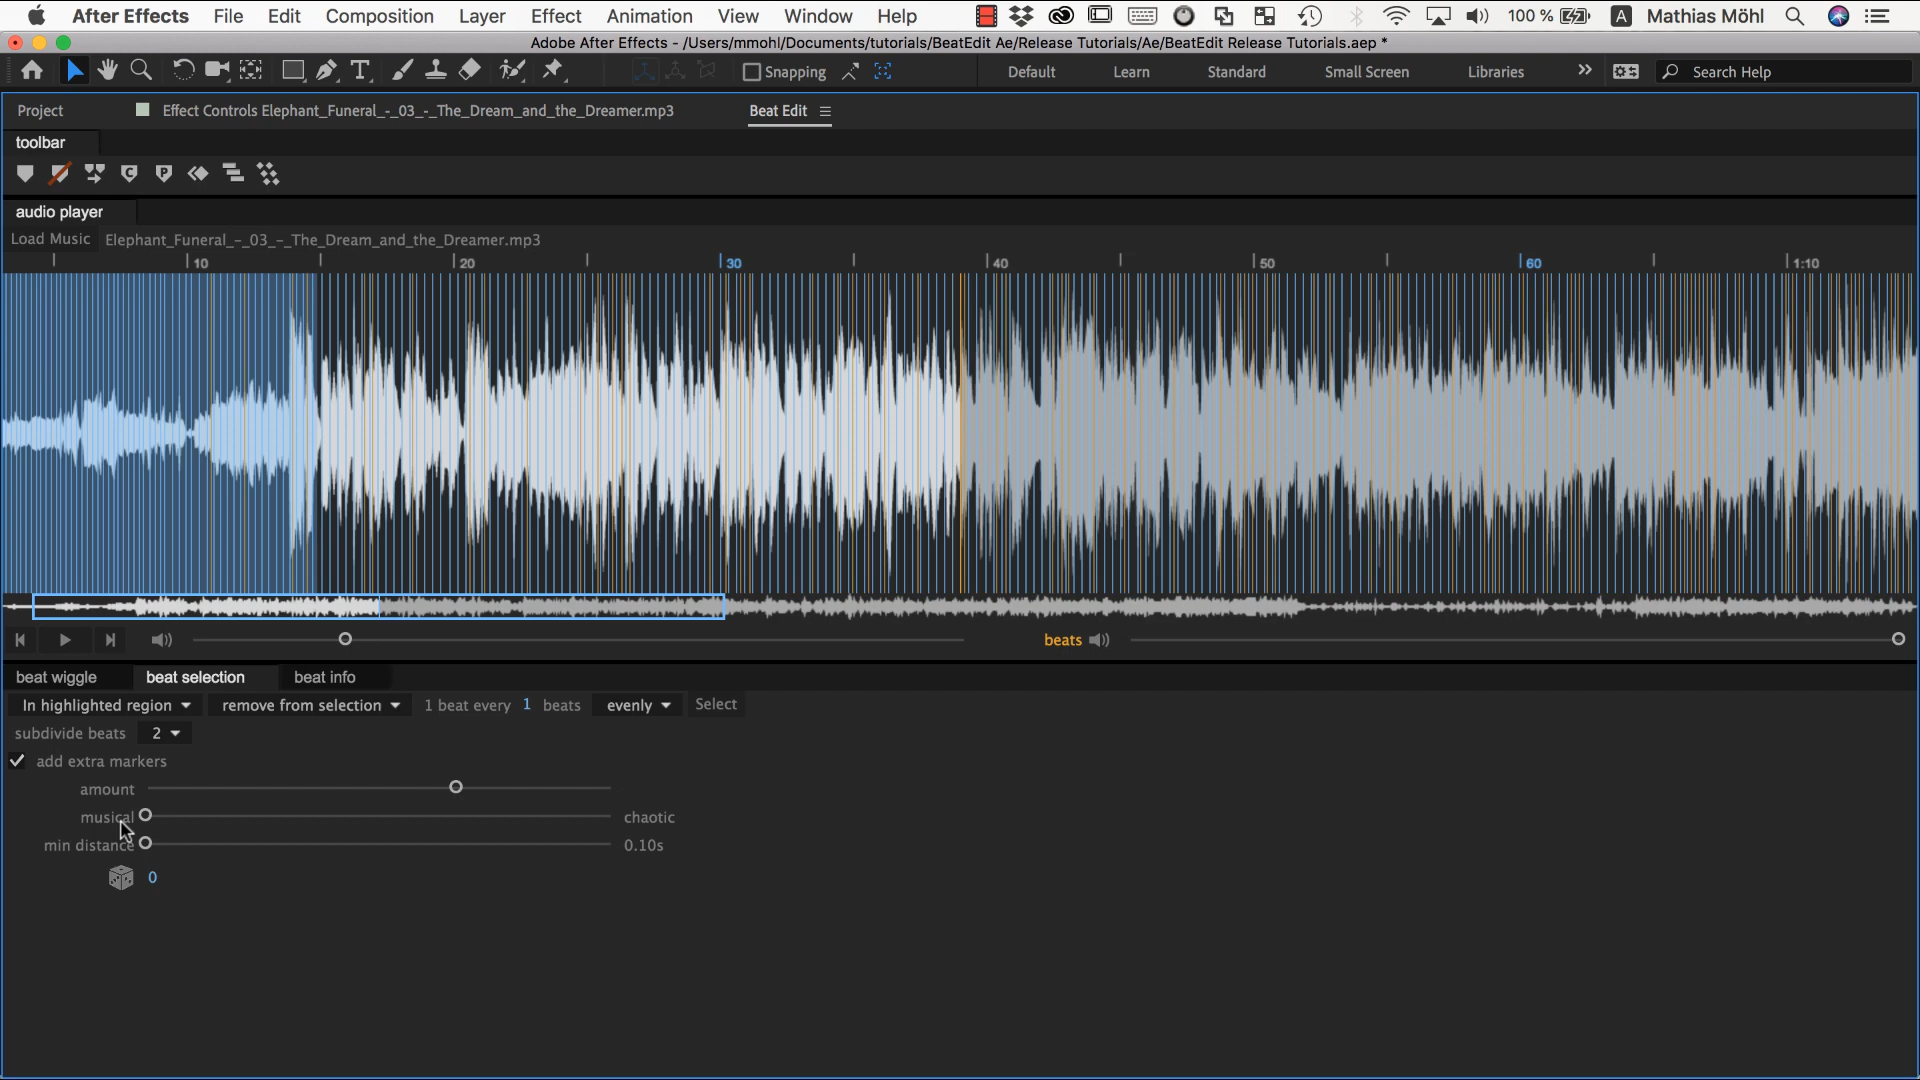 After Effects File Edit Composition Layer Effect Animation View Window Help 100 % A Mathias Möhl
Adobe After Effects - /Users/mmohl/Documents/tutorials/BeatEdit Ae/Release Tutorials/Ae/BeatEdit Release Tutorials.aep *
T Snapping Default Learn Standard Small Screen Libraries Search Help
Project Effect Controls Elephant_Funeral_-_03_-_The_Dream_and_the_Dreamer.mp3 Beat Edit
toolbar
C P
audio player
Load Music Elephant_Funeral_-_03_-_The_Dream_and_the_Dreamer.mp3
10 20 30 40 50 60 1:10
beats
beat wiggle beat selection beat info
In highlighted region remove from selection 1 beat every 1 beats evenly Select
subdivide beats 2
add extra markers
amount
musical chaotic
min distance 0.10s
0